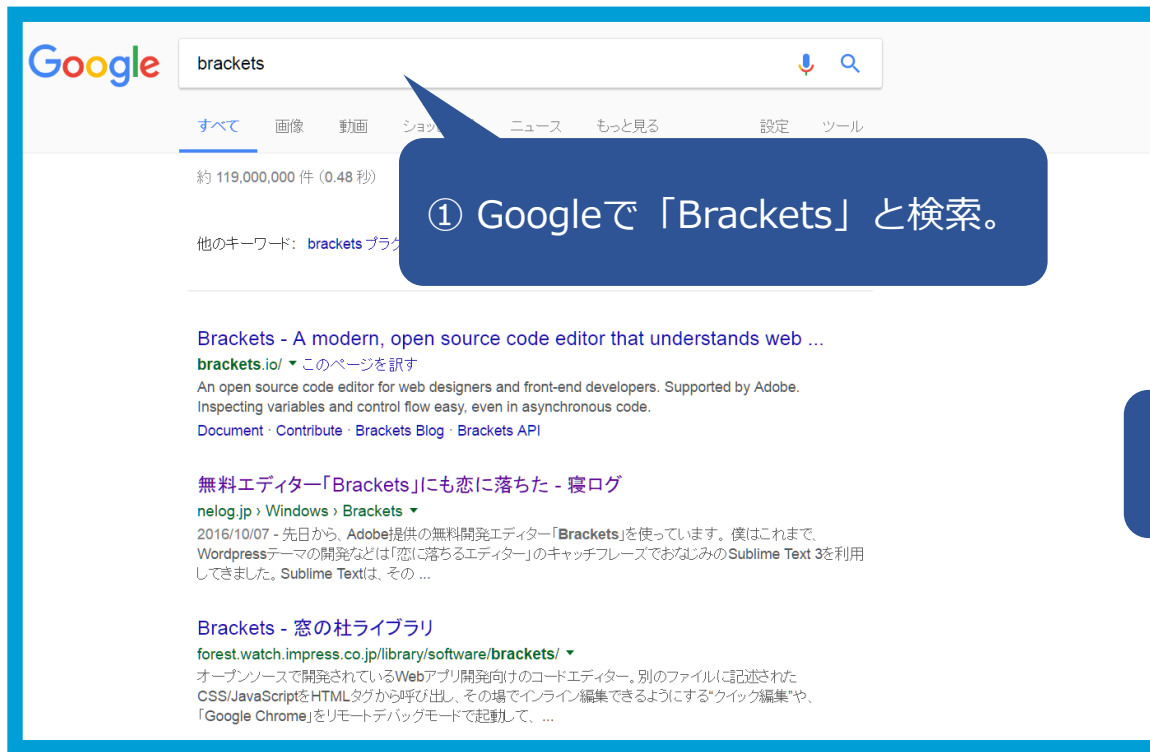 Google
brackets
すべて 画像 動画 ショッ ニュース もっと見る 設定 ツール
約 119,000,000 件 (0.48 秒)
① Googleで「Brackets」と検索。
他のキーワード: brackets プラグ
Brackets - A modern, open source code editor that understands web ...
brackets.io/ ▼ このページを訳す
An open source code editor for web designers and front-end developers. Supported by Adobe.
Inspecting variables and control flow easy, even in asynchronous code.
Document · Contribute · Brackets Blog · Brackets API
無料エディター「Brackets」にも恋に落ちた - 寝ログ
nelog.jp › Windows › Brackets ▼
2016/10/07 - 先日から、Adobe提供の無料開発エディター「Brackets」を使っています。僕はこれまで、
Wordpressテーマの開発などは「恋に落ちるエディター」のキャッチフレーズでおなじみのSublime Text 3を利用
してきました。Sublime Textは、その ...
Brackets - 窓の杜ライブラリ
forest.watch.impress.co.jp/library/software/brackets/ ▼
オープンソースで開発されているWebアプリ開発向けのコードエディター。別のファイルに記述された
CSS/JavaScriptをHTMLタグから呼び出し、その場でインライン編集できるようにする“クイック編集”や、
「Google Chrome」をリモートデバッグモードで起動して、...